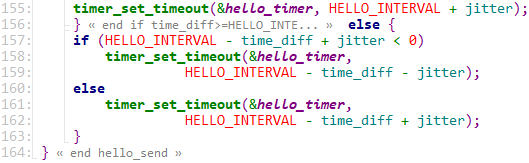 155: timer_set_timeout(&hello_timer, HELLO_INTERVAL + jitter);
156: } « end if time_diff>=HELLO_INTE... » else {
157: if (HELLO_INTERVAL - time_diff + jitter < 0)
158: timer_set_timeout(&hello_timer,
159: HELLO_INTERVAL - time_diff - jitter);
160: else
161: timer_set_timeout(&hello_timer,
162: HELLO_INTERVAL - time_diff + jitter);
163: }
164: } « end hello_send »